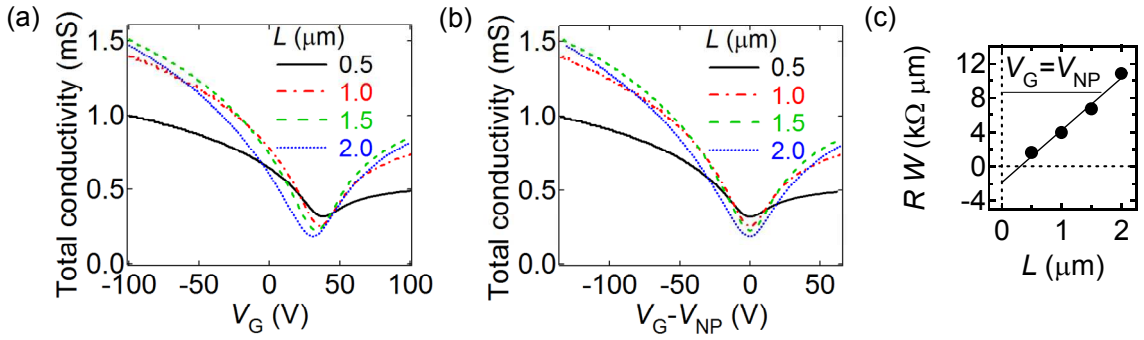 (a)
Total conductivity (mS)
1.5
1.0
0.5
0.0
L (μm)
0.5
1.0
1.5
2.0
-100 -50 0 50 100
V_G (V)
(b)
Total conductivity (mS)
1.5
1.0
0.5
0.0
L (μm)
0.5
1.0
1.5
2.0
-100 -50 0 50
V_G-V_NP (V)
(c)
R W (kΩ μm)
12
8
4
0
-4
V_G=V_NP
0 1 2
L (μm)